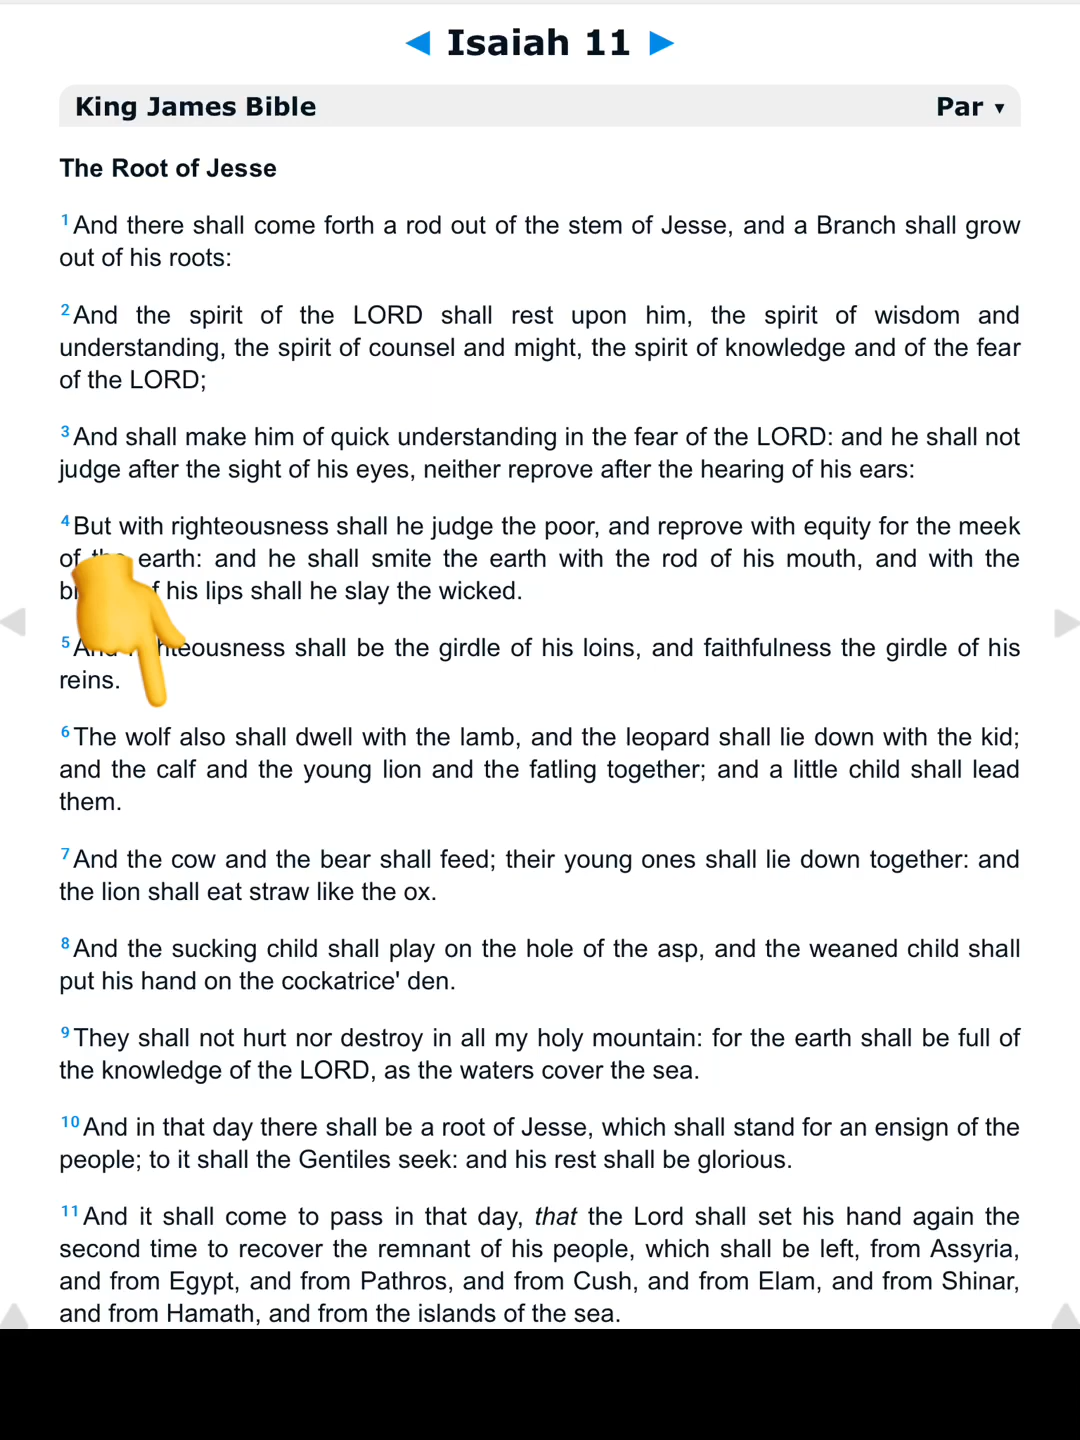 ◀ Isaiah 11 ▶
King James Bible Par ▼
The Root of Jesse
1 And there shall come forth a rod out of the stem of Jesse, and a Branch shall grow
out of his roots:
2 And the spirit of the LORD shall rest upon him, the spirit of wisdom and
understanding, the spirit of counsel and might, the spirit of knowledge and of the fear
of the LORD;
3 And shall make him of quick understanding in the fear of the LORD: and he shall not
judge after the sight of his eyes, neither reprove after the hearing of his ears:
4 But with righteousness shall he judge the poor, and reprove with equity for the meek
of the earth: and he shall smite the earth with the rod of his mouth, and with the
his lips shall he slay the wicked.
5 And righteousness shall be the girdle of his loins, and faithfulness the girdle of his
reins.
6 The wolf also shall dwell with the lamb, and the leopard shall lie down with the kid;
and the calf and the young lion and the fatling together; and a little child shall lead
them.
7 And the cow and the bear shall feed; their young ones shall lie down together: and
the lion shall eat straw like the ox.
8 And the sucking child shall play on the hole of the asp, and the weaned child shall
put his hand on the cockatrice' den.
9 They shall not hurt nor destroy in all my holy mountain: for the earth shall be full of
the knowledge of the LORD, as the waters cover the sea.
10 And in that day there shall be a root of Jesse, which shall stand for an ensign of the
people; to it shall the Gentiles seek: and his rest shall be glorious.
11 And it shall come to pass in that day, that the Lord shall set his hand again the
second time to recover the remnant of his people, which shall be left, from Assyria,
and from Egypt, and from Pathros, and from Cush, and from Elam, and from Shinar,
and from Hamath, and from the islands of the sea.